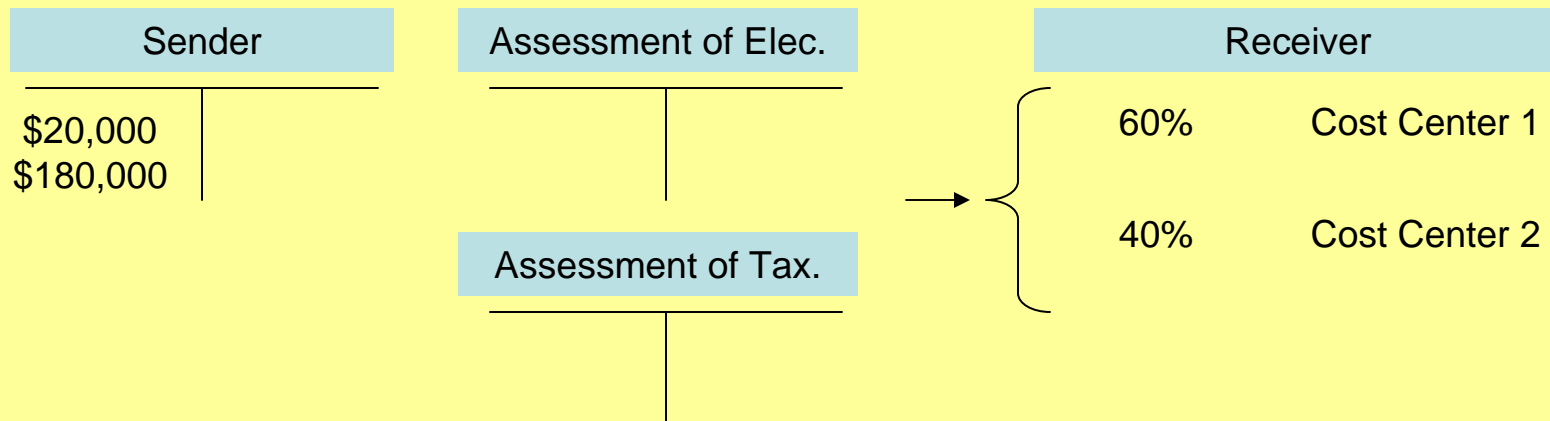 Sender
Assessment of Elec.
Receiver
$20,000
$180,000
60% Cost Center 1
40% Cost Center 2
Assessment of Tax.